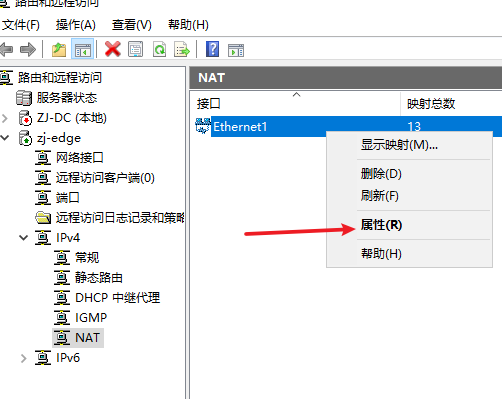 路由和远程访问
文件(F) 操作(A) 查看(V) 帮助(H)
路由和远程访问
服务器状态
ZJ-DC (本地)
zj-edge
网络接口
远程访问客户端(0)
端口
远程访问日志记录和策略
IPv4
常规
静态路由
DHCP 中继代理
IGMP
NAT
IPv6
NAT
接口 映射总数
Ethernet1 13
显示映射(M)...
删除(D)
刷新(F)
属性(R)
帮助(H)